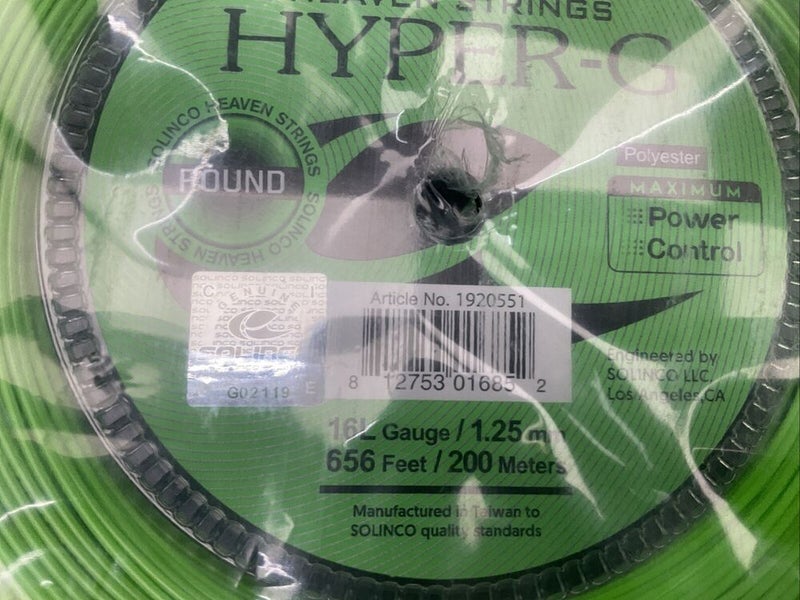 HEAVEN STRINGS
HYPER-G
SOLINCO HEAVEN STRINGS
SOLINCO HEAVEN STRINGS
ROUND
Polyester
MAXIMUM
Power
Control
Article No. 1920551
8 12753 01685 2
GENUINE
SOLINCO
G02119
Engineered by
SOLINCO LLC.
Los Angeles, CA
16L Gauge / 1.25 mm
656 Feet / 200 Meters
Manufactured in Taiwan to
SOLINCO quality standards